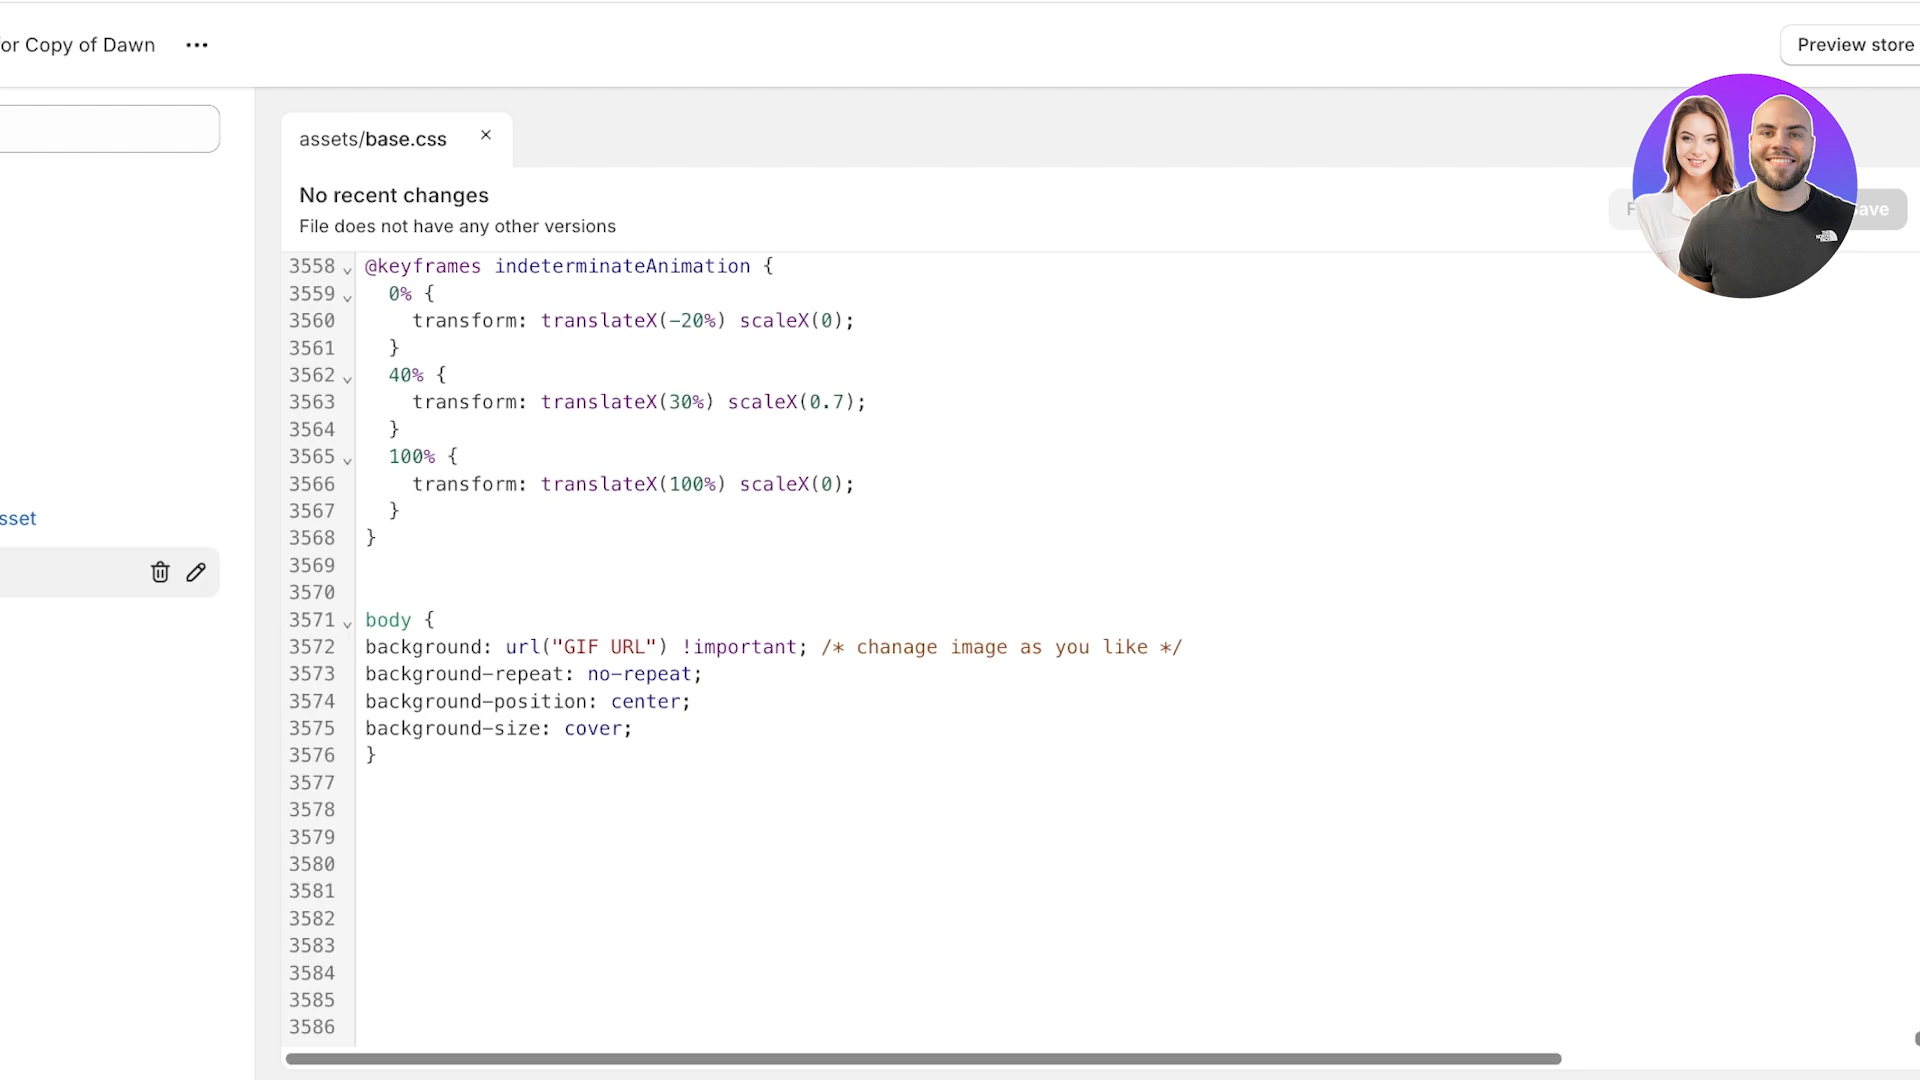 or Copy of Dawn ...
Preview store
assets/base.css ×
No recent changes
File does not have any other versions
3558 @keyframes indeterminateAnimation {
3559 0% {
3560 transform: translateX(-20%) scaleX(0);
3561 }
3562 40% {
3563 transform: translateX(30%) scaleX(0.7);
3564 }
3565 100% {
3566 transform: translateX(100%) scaleX(0);
3567 }
3568 }
3569
3570
3571 body {
3572 background: url("GIF URL") !important; /* chanage image as you like */
3573 background-repeat: no-repeat;
3574 background-position: center;
3575 background-size: cover;
3576 }
3577
3578
3579
3580
3581
3582
3583
3584
3585
3586
sset
ave